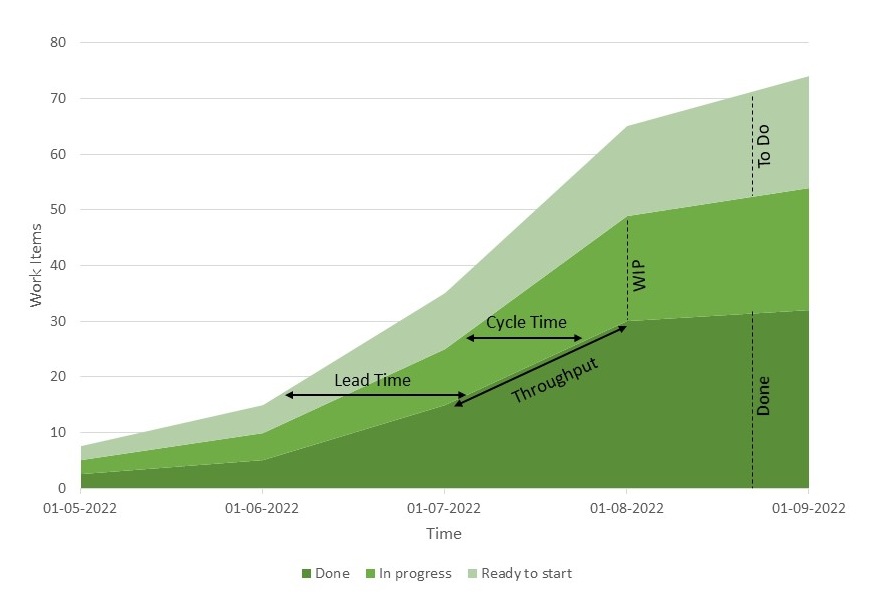 80
70
60
50
40
30
20
10
0
Work Items
To Do
WIP
Cycle Time
Lead Time
Throughput
Done
01-05-2022 01-06-2022 01-07-2022 01-08-2022 01-09-2022
Time
Done In progress Ready to start